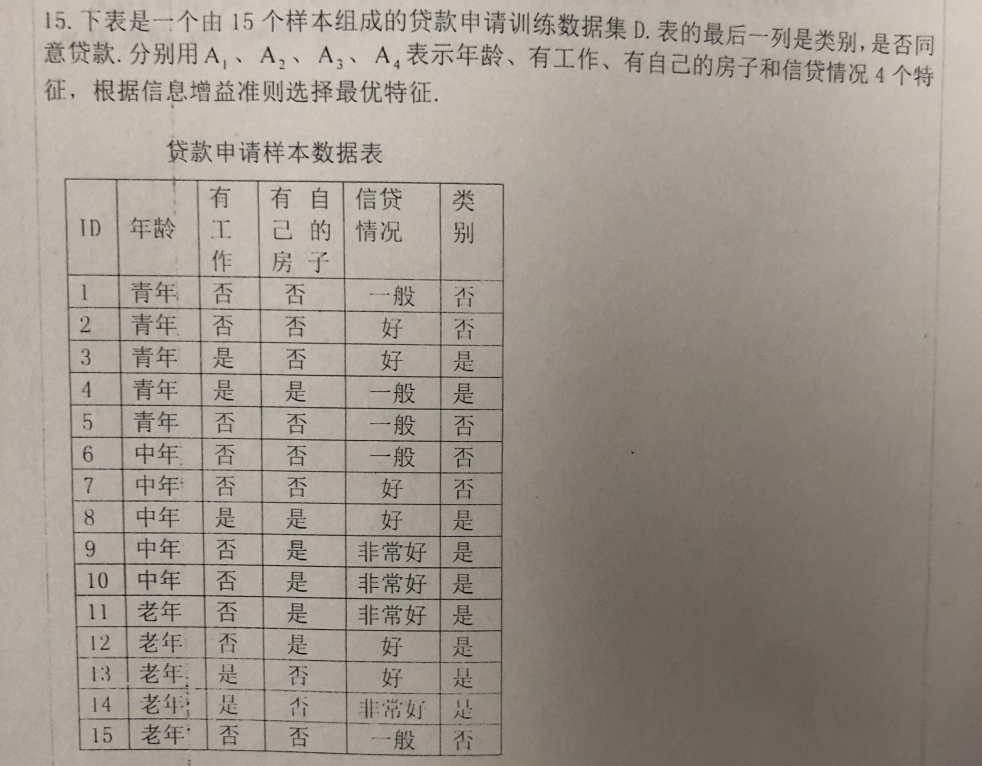 15. 下表是一个由 15 个样本组成的贷款申请训练数据集 D. 表的最后一列是类别, 是否同
意贷款. 分别用 A₁、A₂、A₃、A₄ 表示年龄、有工作、有自己的房子和信贷情况 4 个特
征，根据信息增益准则选择最优特征.
贷款申请样本数据表
ID 年龄 有工作 有自己的房子 信贷情况 类别
1 青年 否 否 一般 否
2 青年 否 否 好 否
3 青年 是 否 好 是
4 青年 是 是 一般 是
5 青年 否 否 一般 否
6 中年 否 否 一般 否
7 中年 否 否 好 否
8 中年 是 是 好 是
9 中年 否 是 非常好 是
10 中年 否 是 非常好 是
11 老年 否 是 非常好 是
12 老年 否 是 好 是
13 老年 是 否 好 是
14 老年 是 否 非常好 是
15 老年 否 否 一般 否